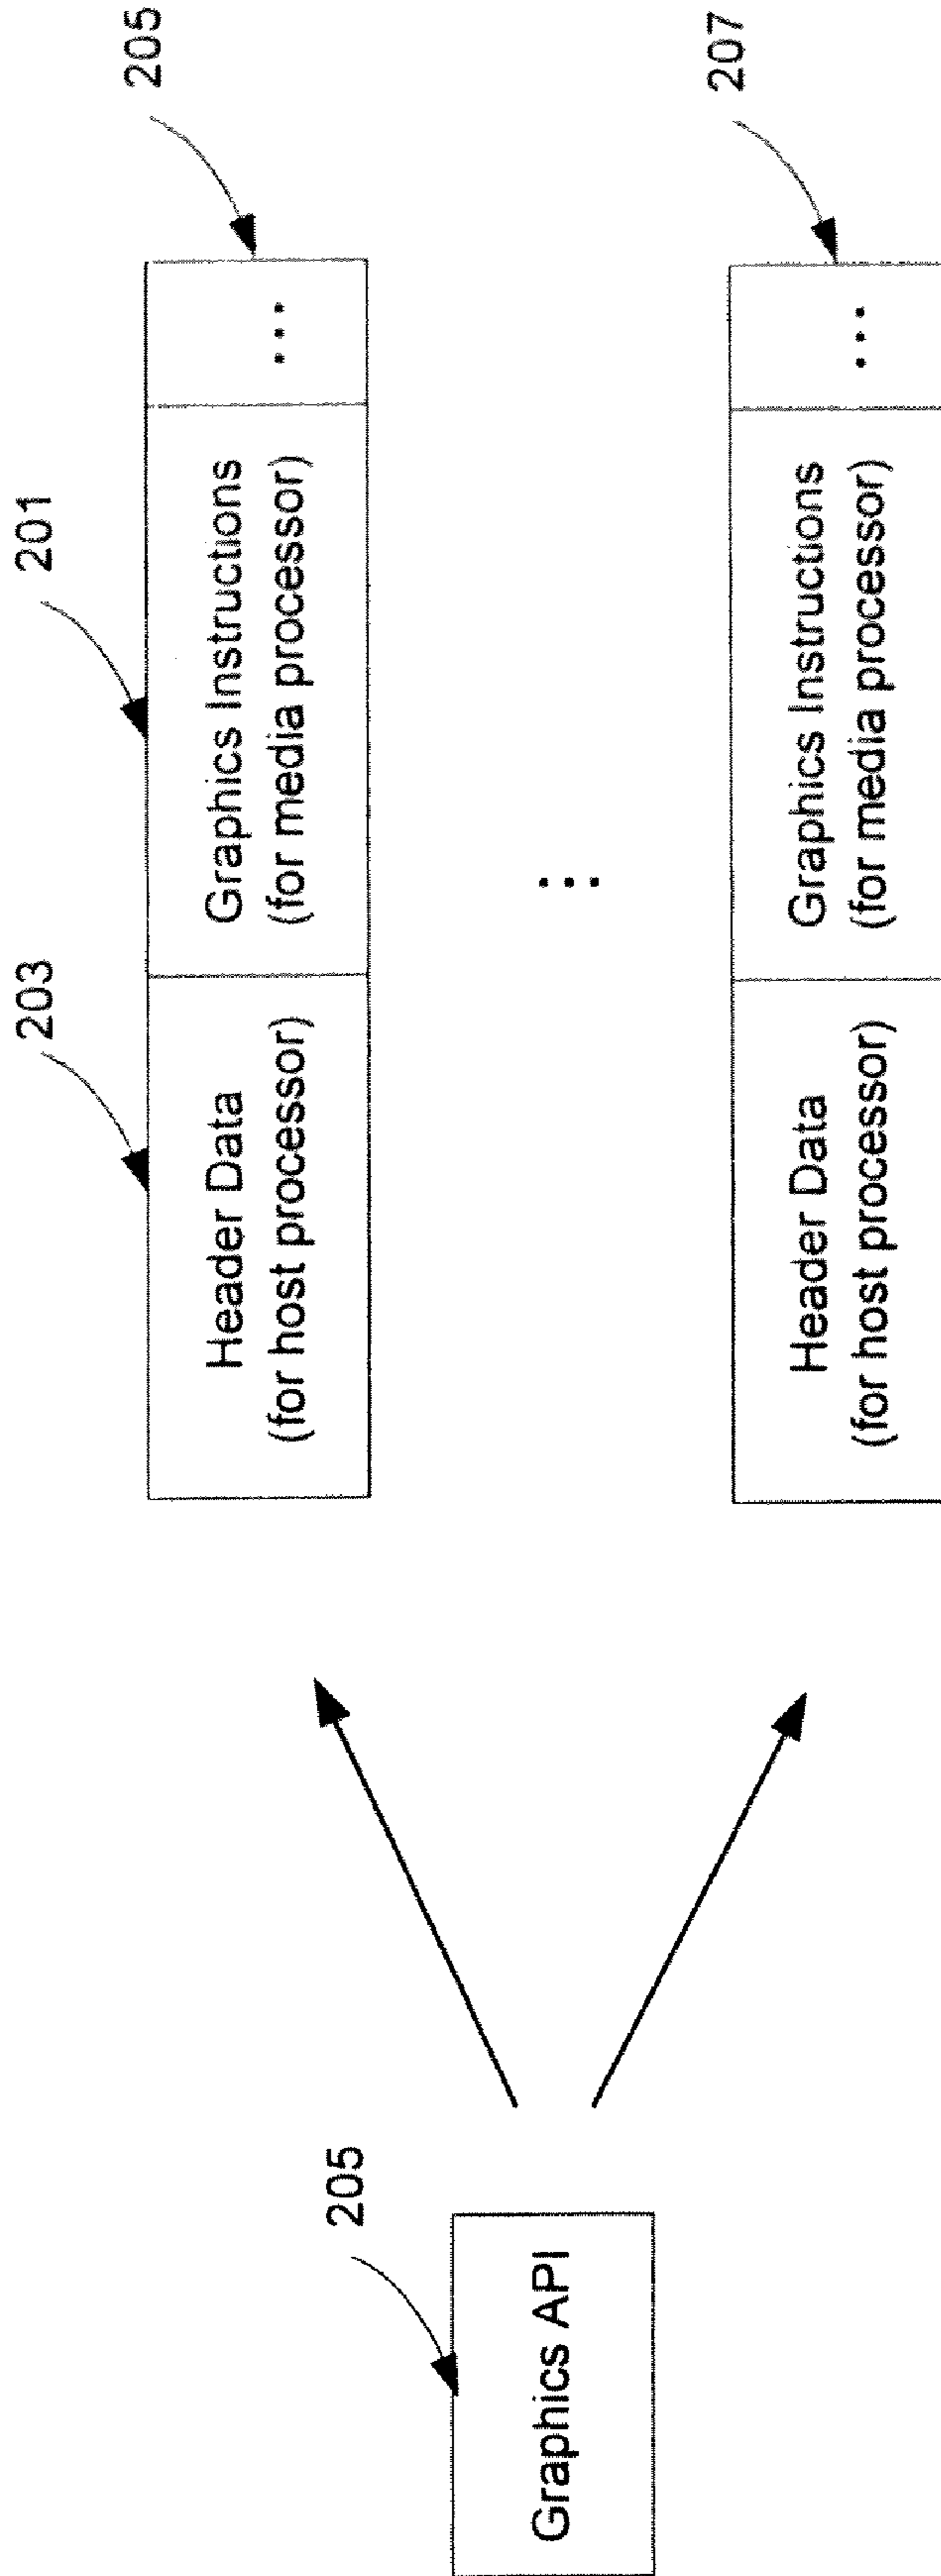 203
201
205
Header Data
(for host processor)
Graphics Instructions
(for media processor)
...
205
Graphics API
...
207
Header Data
(for host processor)
Graphics Instructions
(for media processor)
...